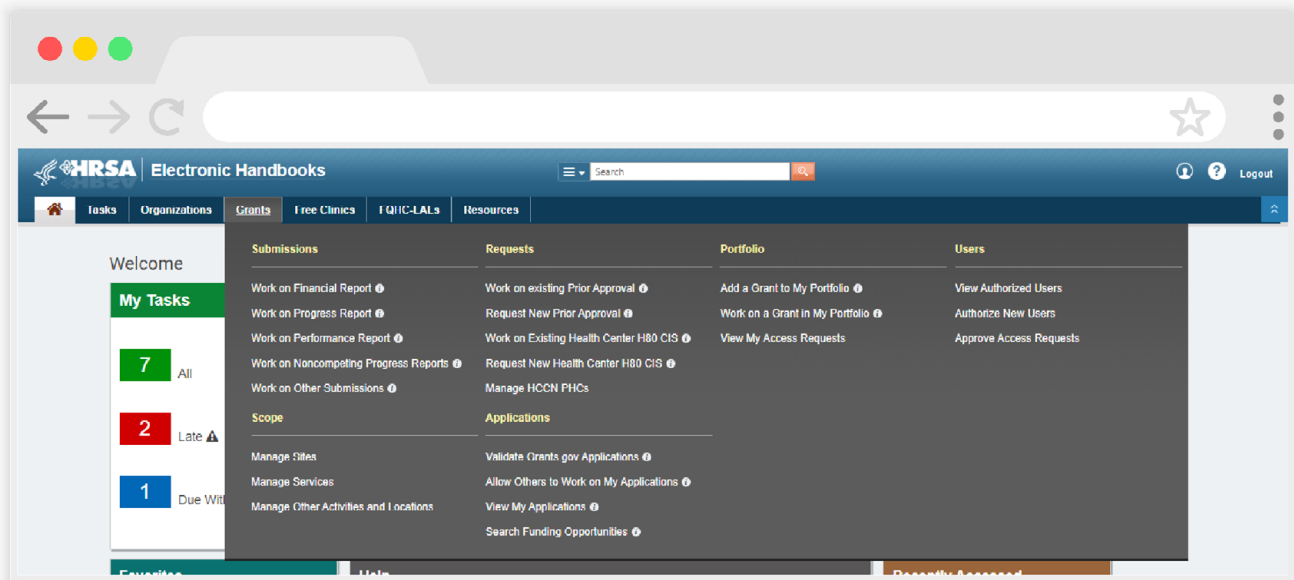 HRSA Electronic Handbooks
Search
Logout
Tasks Organizations Grants Free Clinics FQHC-LALs Resources
Welcome
My Tasks
7 All
2 Late
1 Due Wit
Submissions
Work on Financial Report
Work on Progress Report
Work on Performance Report
Work on Noncompeting Progress Reports
Work on Other Submissions
Requests
Work on existing Prior Approval
Request New Prior Approval
Work on Existing Health Center H80 CIS
Request New Health Center H80 CIS
Manage HCCN PHCs
Portfolio
Add a Grant to My Portfolio
Work on a Grant in My Portfolio
View My Access Requests
Users
View Authorized Users
Authorize New Users
Approve Access Requests
Scope
Manage Sites
Manage Services
Manage Other Activities and Locations
Applications
Validate Grants gov Applications
Allow Others to Work on My Applications
View My Applications
Search Funding Opportunities
Favorites Help Recently Accessed